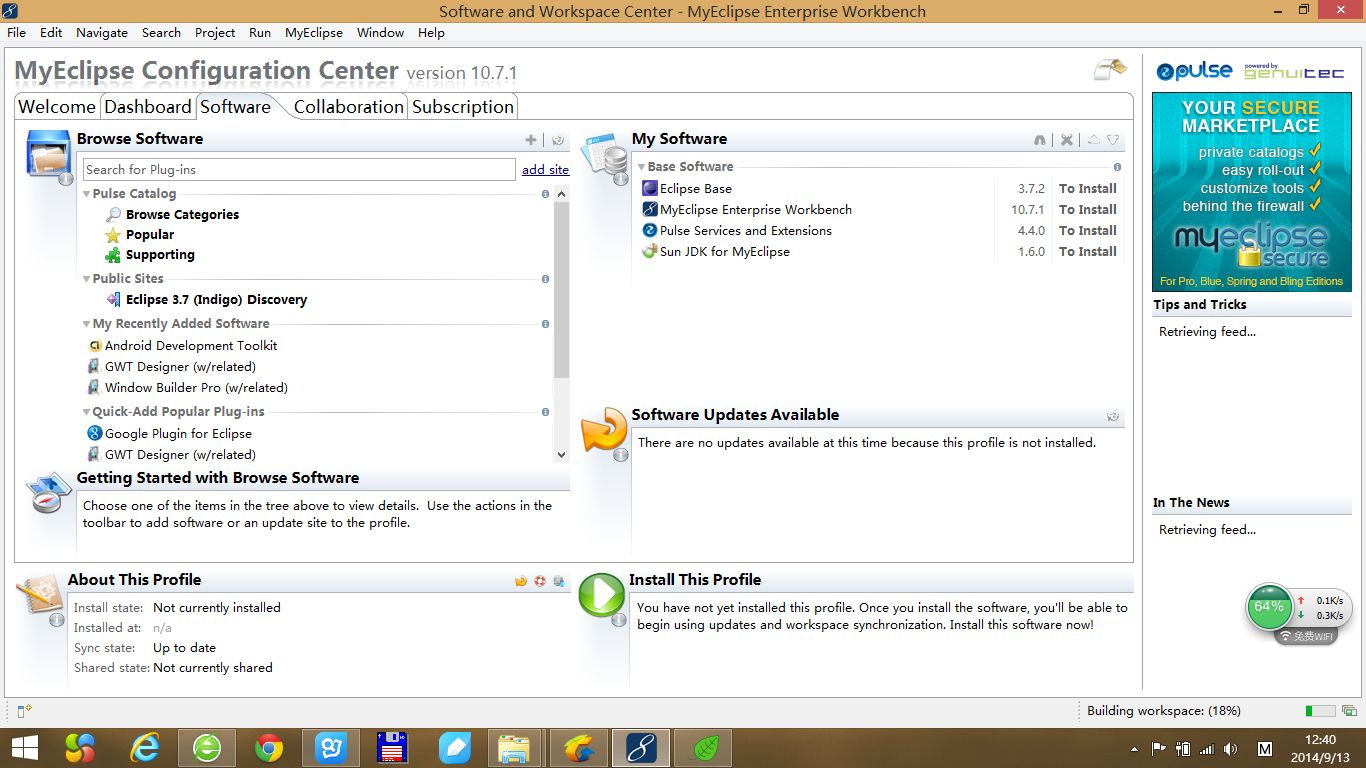 Software and Workspace Center - MyEclipse Enterprise Workbench
File Edit Navigate Search Project Run MyEclipse Window Help
MyEclipse Configuration Center version 10.7.1
Welcome Dashboard Software Collaboration Subscription
Browse Software
Search for Plug-ins add site
Pulse Catalog
Browse Categories
Popular
Supporting
Public Sites
Eclipse 3.7 (Indigo) Discovery
My Recently Added Software
Android Development Toolkit
GWT Designer (w/related)
Window Builder Pro (w/related)
Quick-Add Popular Plug-ins
Google Plugin for Eclipse
GWT Designer (w/related)
Getting Started with Browse Software
Choose one of the items in the tree above to view details. Use the actions in the
toolbar to add software or an update site to the profile.
My Software
Base Software
Eclipse Base 3.7.2 To Install
MyEclipse Enterprise Workbench 10.7.1 To Install
Pulse Services and Extensions 4.4.0 To Install
Sun JDK for MyEclipse 1.6.0 To Install
Software Updates Available
There are no updates available at this time because this profile is not installed.
About This Profile
Install state: Not currently installed
Installed at: n/a
Sync state: Up to date
Shared state: Not currently shared
Install This Profile
You have not yet installed this profile. Once you install the software, you'll be able to
begin using updates and workspace synchronization. Install this software now!
pulse powered by genuitec
YOUR SECURE
MARKETPLACE
private catalogs
easy roll-out
customize tools
behind the firewall
myeclipse
secure
For Pro, Blue, Spring and Bling Editions
Tips and Tricks
Retrieving feed...
In The News
Retrieving feed...
64%
0.1K/s
0.3K/s
免费WiFi
Building workspace: (18%)
12:40
2014/9/13